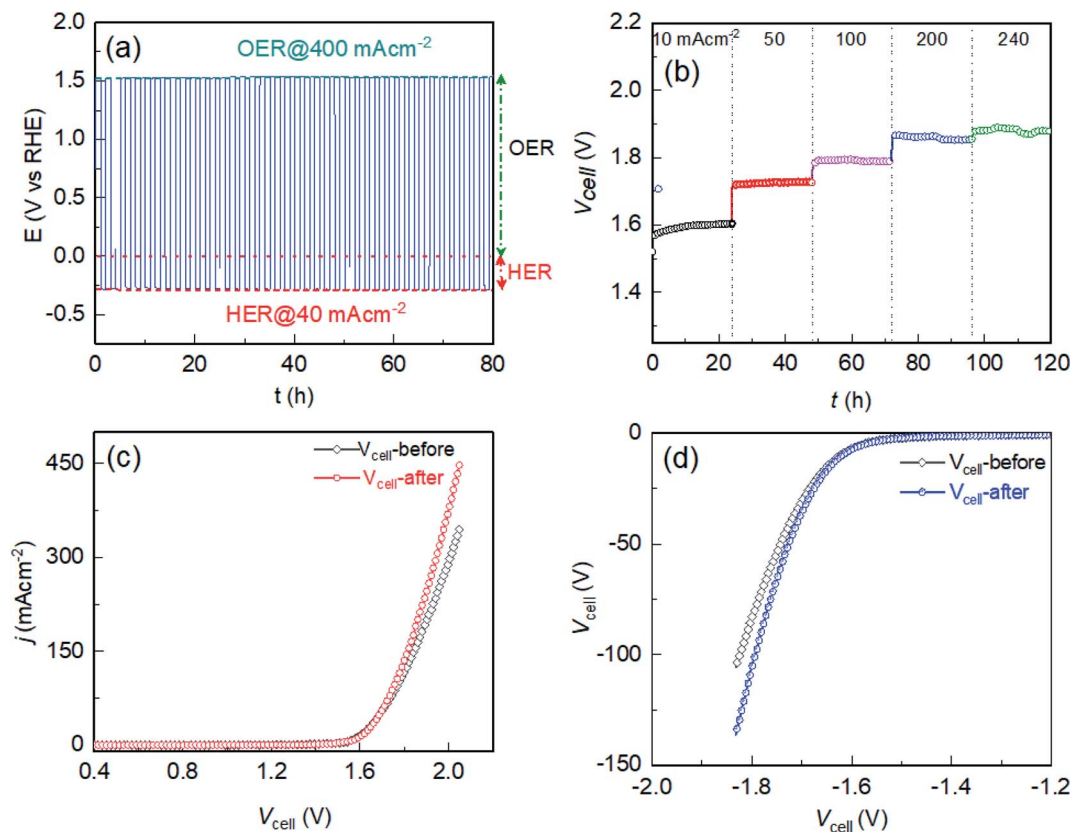 (a)
OER@400 mAcm⁻²
2.0
1.5
1.0
0.5
0.0
-0.5
E (V vs RHE)
OER
HER
HER@40 mAcm⁻²
0 20 40 60 80
t (h)
(b)
10 mAcm⁻² 50 100 200 240
2.2
2.0
1.8
1.6
1.4
Vcell (V)
0 20 40 60 80 100 120
t (h)
(c)
Vcell-before
Vcell-after
450
300
150
0
j (mAcm⁻²)
0.4 0.8 1.2 1.6 2.0
Vcell (V)
(d)
Vcell-before
Vcell-after
0
-50
-100
-150
Vcell (V)
-2.0 -1.8 -1.6 -1.4 -1.2
Vcell (V)